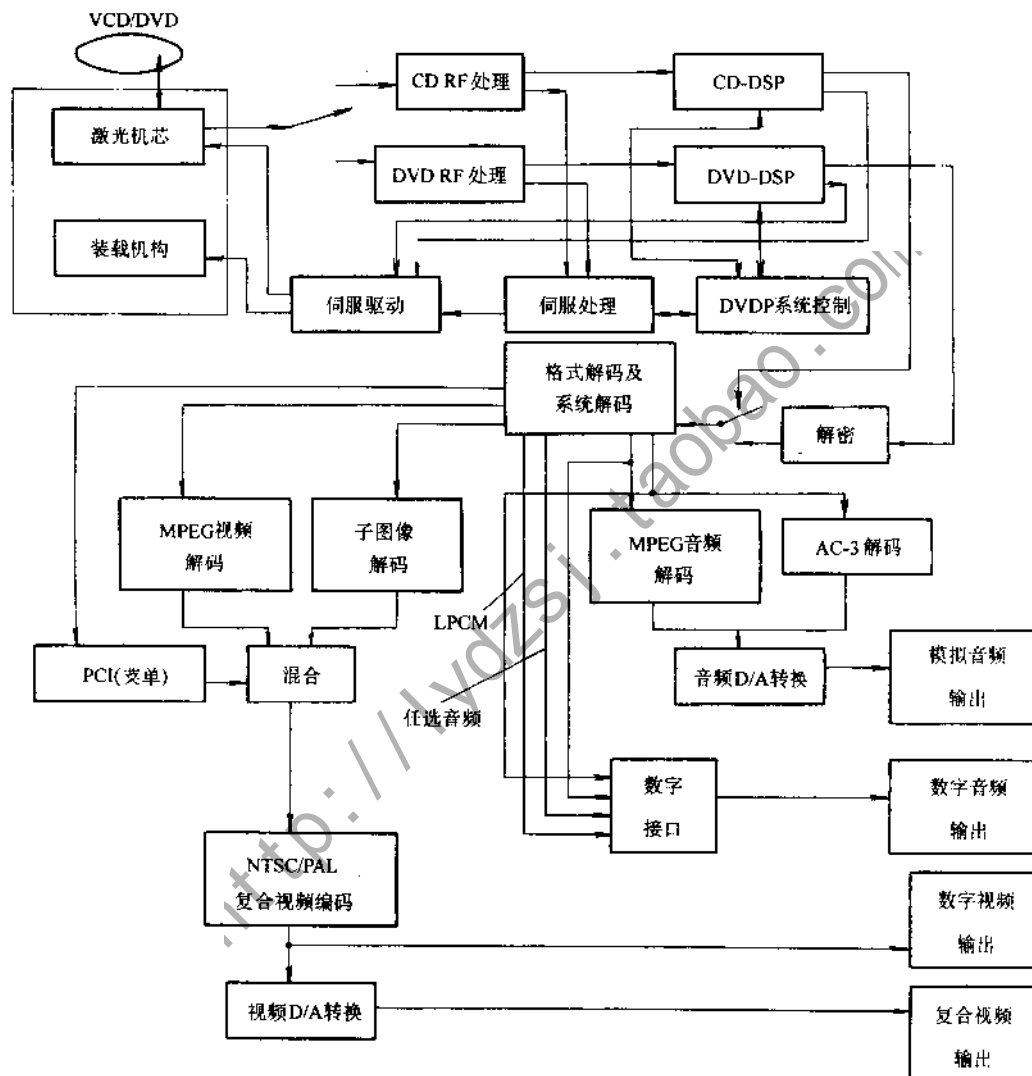 VCD/DVD
激光机芯
装载机构
CD RF 处理
CD-DSP
DVD RF 处理
DVD-DSP
伺服驱动
伺服处理
DVDP系统控制
格式解码及
系统解码
解密
MPEG视频
解码
子图像
解码
MPEG音频
解码
AC-3 解码
LPCM
PCI(菜单)
混合
任选音频
音频D/A转换
模拟音频
输出
数字
接口
数字音频
输出
NTSC/PAL
复合视频编码
数字视频
输出
视频D/A转换
复合视频
输出
http://lydzsj.taobao.com